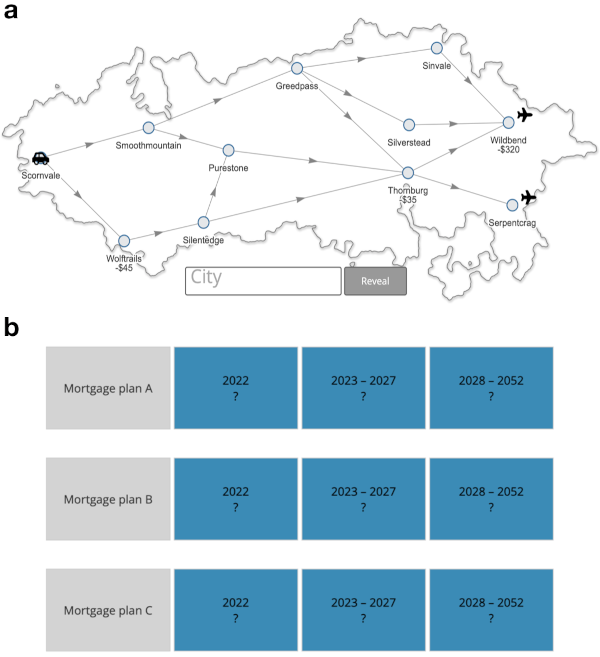 a
Sinvale
Greedpass
Smoothmountain
Silverstead
Wildbend
-$320
Scornvale
Purestone
Thornburg
-$35
Serpentcrag
Silentedge
Wolftrails
-$45
City
Reveal
b
Mortgage plan A
2022
?
2023 – 2027
?
2028 – 2052
?
Mortgage plan B
2022
?
2023 – 2027
?
2028 – 2052
?
Mortgage plan C
2022
?
2023 – 2027
?
2028 – 2052
?